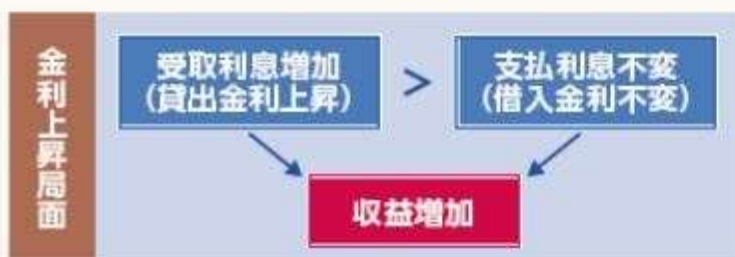 金利上昇局面
受取利息増加
(貸出金利上昇)
>
支払利息不変
(借入金利不変)
収益増加